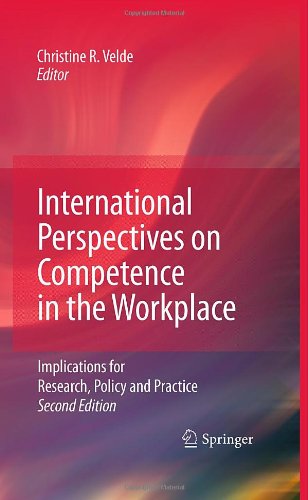 Christine R. Velde
Editor
International
Perspectives on
Competence
in the Workplace
Implications for
Research, Policy and Practice
Second Edition
Springer